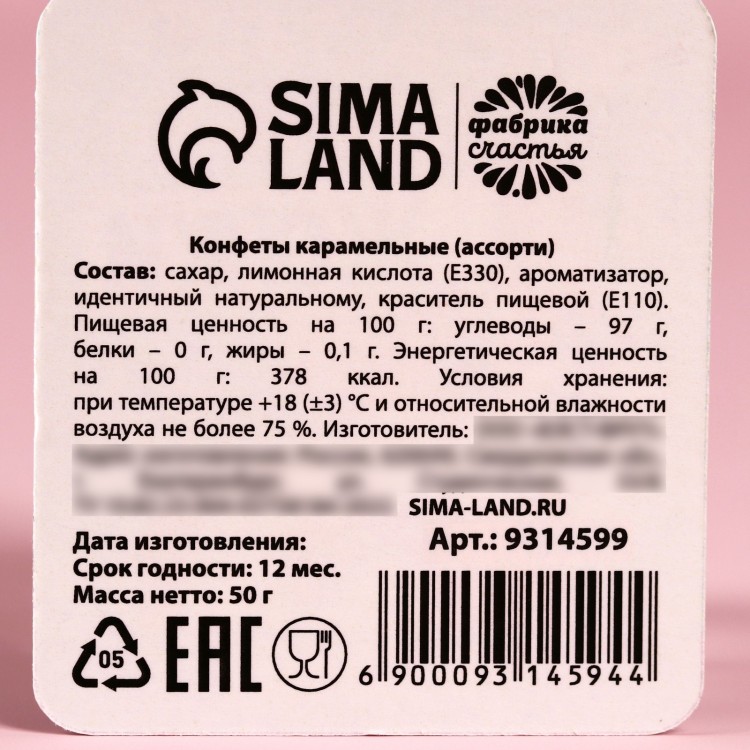 SIMA
LAND
фабрика
счастья
Конфеты карамельные (ассорти)
Состав: сахар, лимонная кислота (Е330), ароматизатор,
идентичный натуральному, краситель пищевой (Е110).
Пищевая ценность на 100 г: углеводы – 97 г,
белки – 0 г, жиры – 0,1 г. Энергетическая ценность
на 100 г: 378 ккал. Условия хранения:
при температуре +18 (±3) °С и относительной влажности
воздуха не более 75 %. Изготовитель:
SIMA-LAND.RU
Дата изготовления:
Арт.: 9314599
Срок годности: 12 мес.
Масса нетто: 50 г
05
ЕАС
6 900093 145944